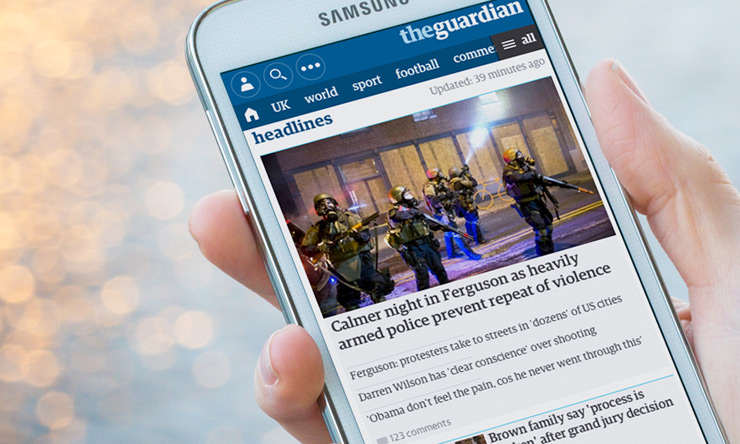 SAMSUNG
theguardian
UK world sport football comme
all
Updated: 39 minutes ago
headlines
Calmer night in Ferguson as heavily
armed police prevent repeat of violence
Ferguson: protesters take to streets in 'dozens' of US cities
Darren Wilson has 'clear conscience' over shooting
'Obama don't feel the pain, cos he never went through this'
123 comments
Brown family say 'process is
after grand jury decision